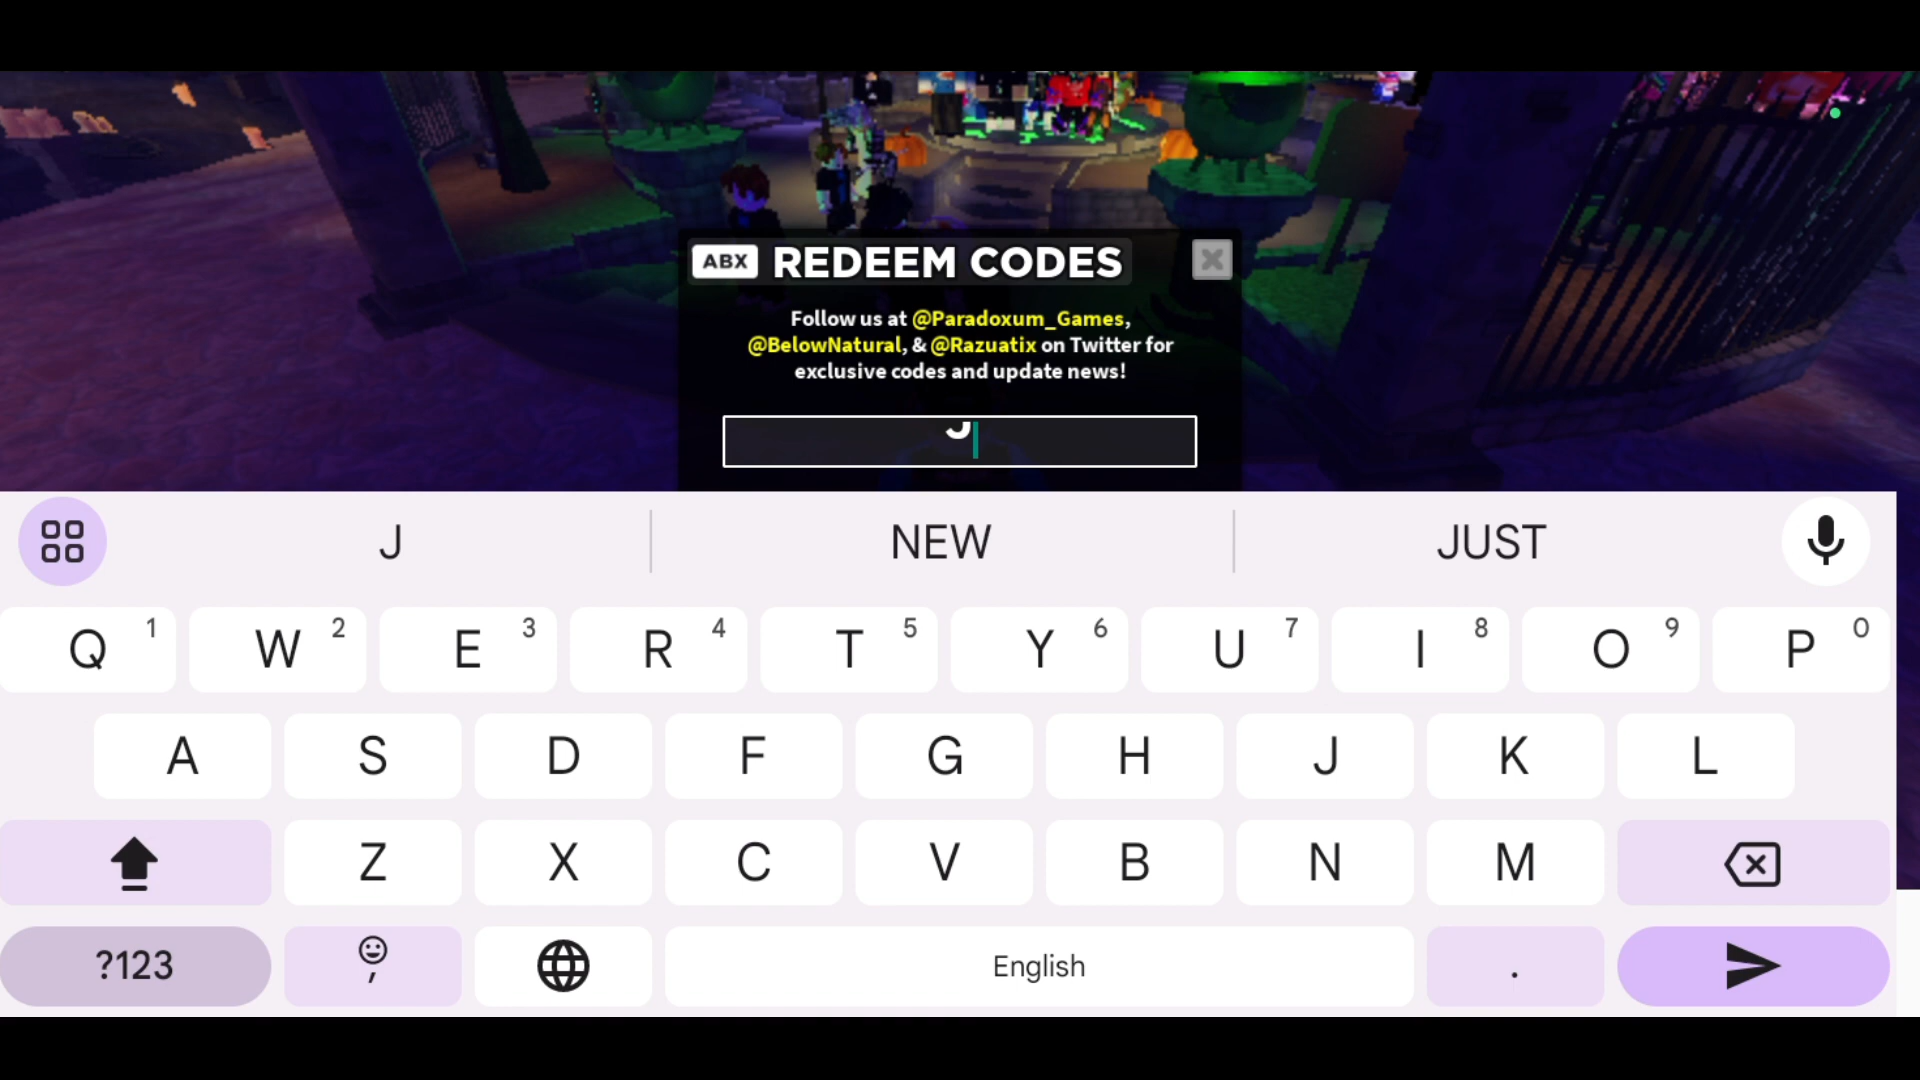 ABX REDEEM CODES
Follow us at @Paradoxum_Games,
@BelowNatural, & @Razuatix on Twitter for
exclusive codes and update news!
J
J NEW JUST
Q 1 W 2 E 3 R 4 T 5 Y 6 U 7 I 8 O 9 P 0
A S D F G H J K L
Z X C V B N M
?123 , English .